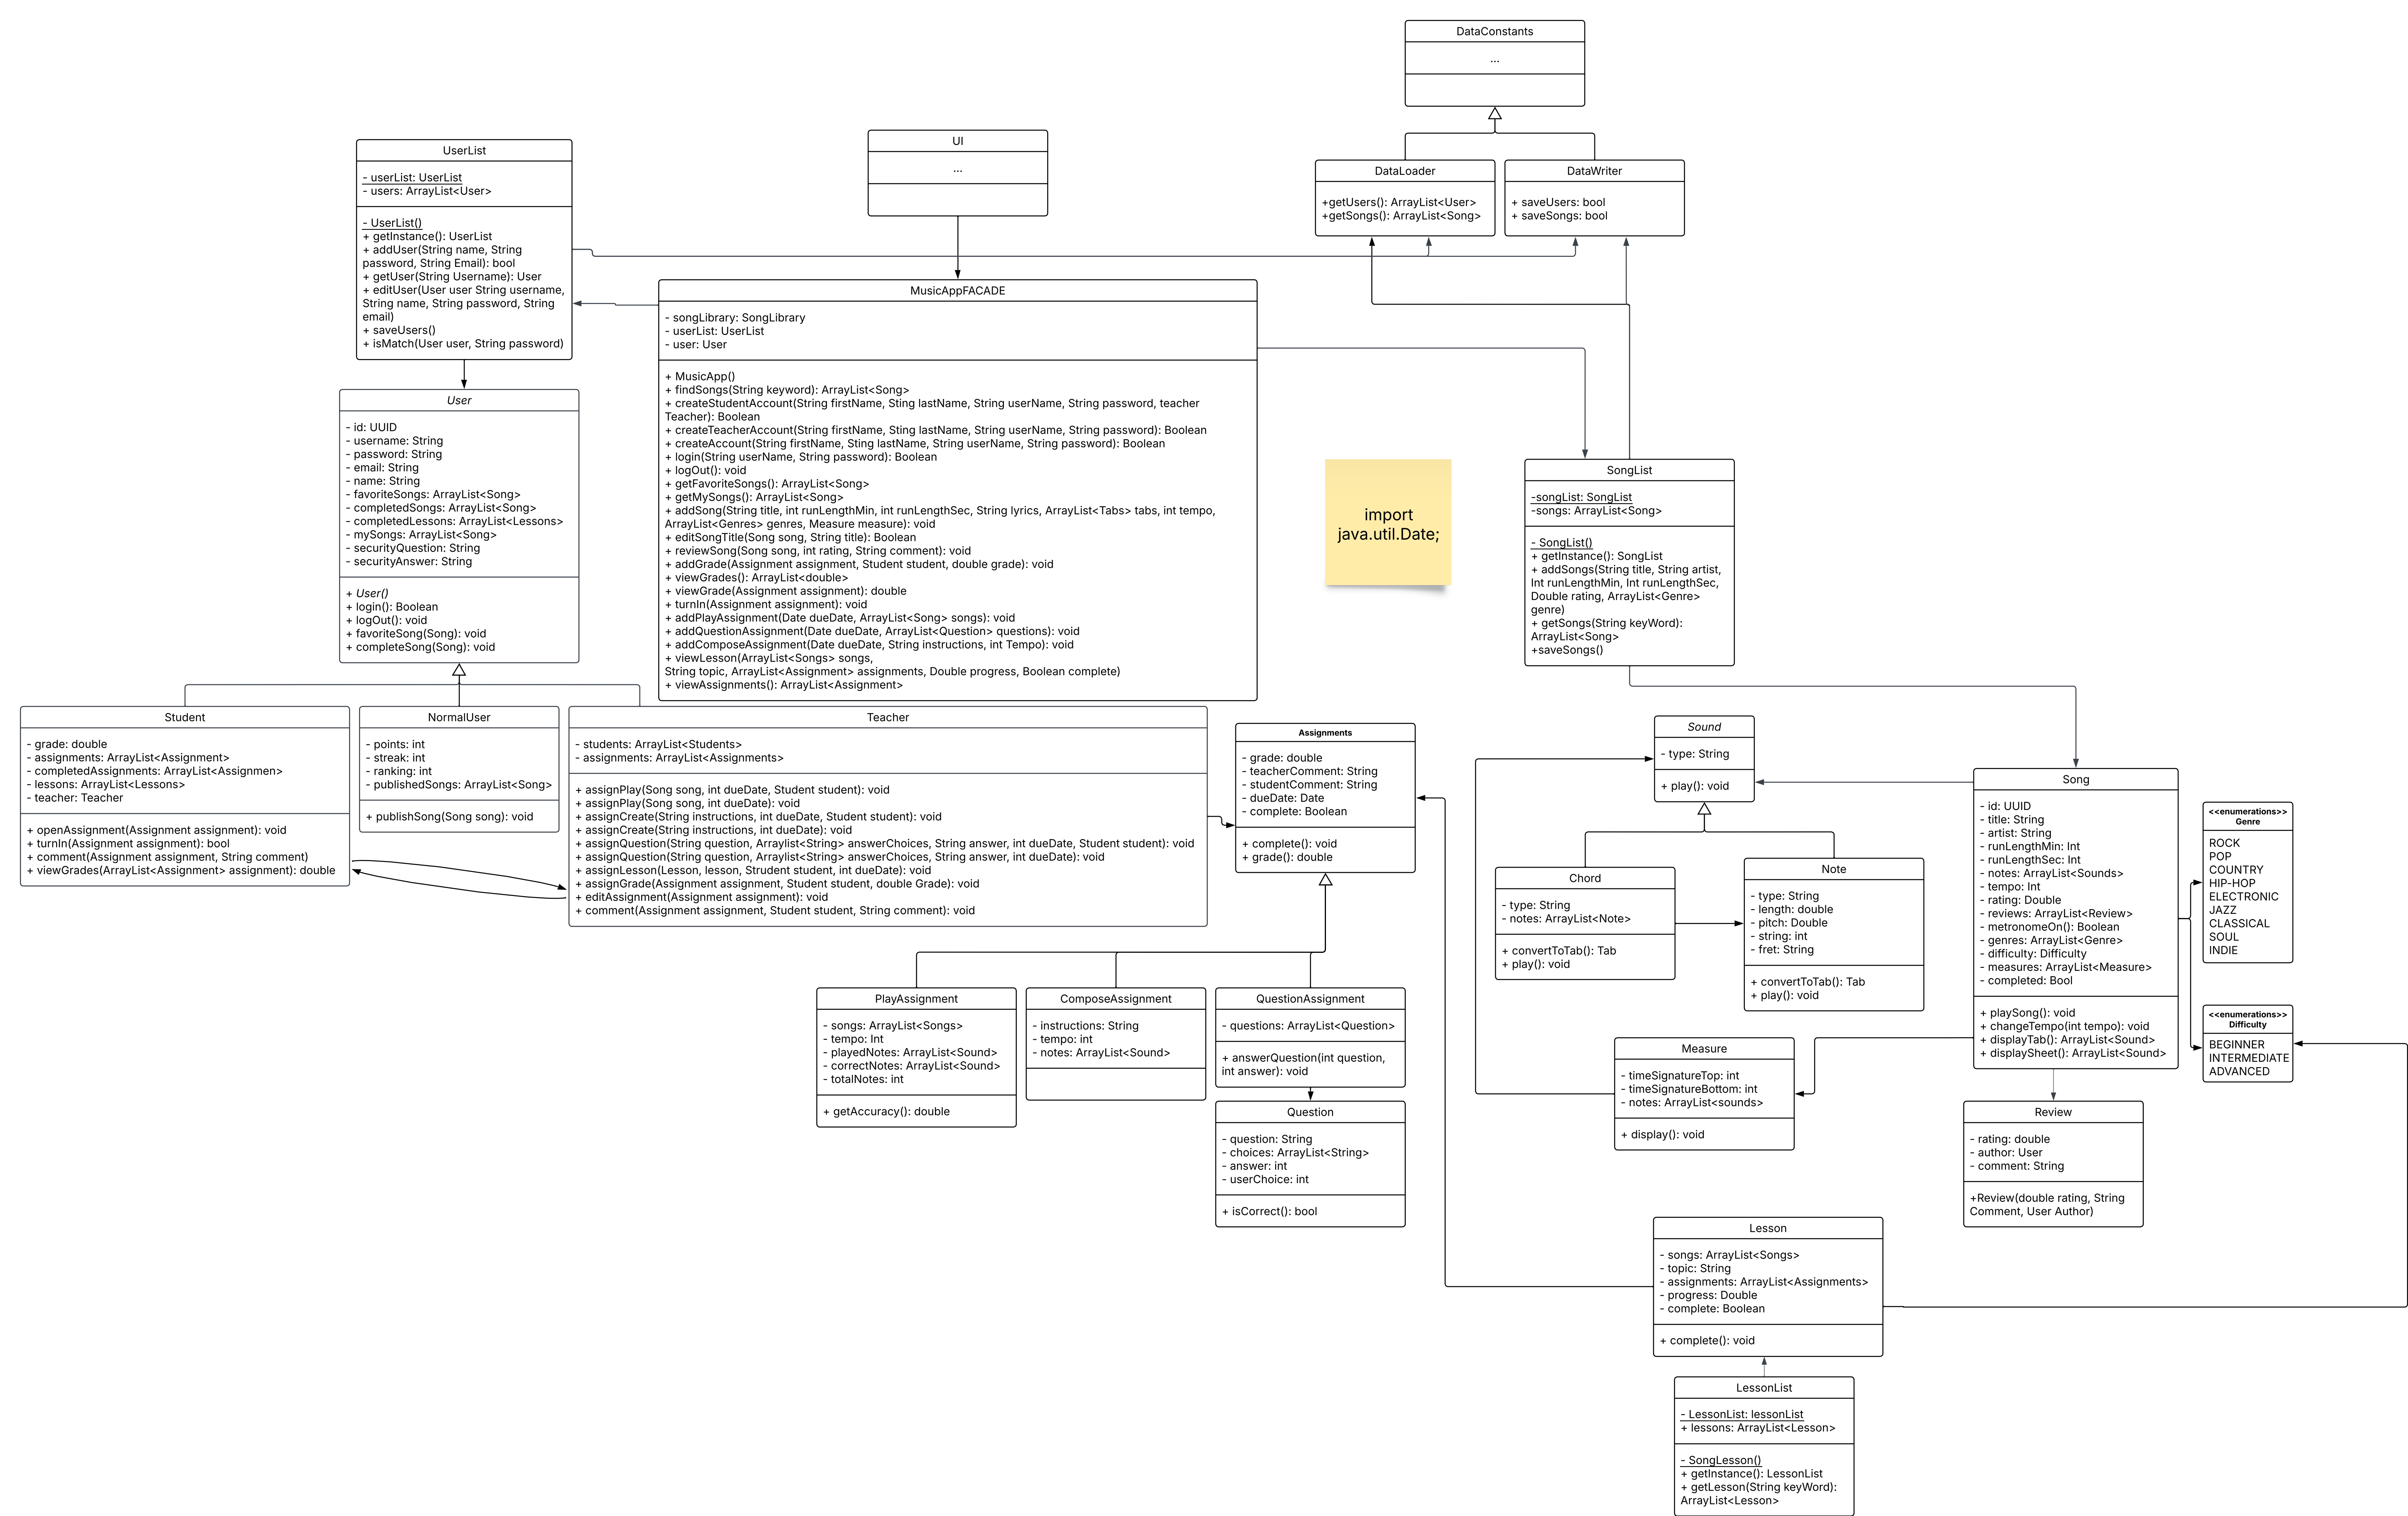 DataConstants
...
UserList
- userList: UserList
- users: ArrayList<User>
- UserList()
+ getInstance(): UserList
+ addUser(String name, String
password, String Email): bool
+ getUser(String Username): User
+ editUser(User user String username,
String name, String password, String
email)
+ saveUsers()
+ isMatch(User user, String password)
UI
...
DataLoader
+getUsers(): ArrayList<User>
+getSongs(): ArrayList<Song>
DataWriter
+ saveUsers: bool
+ saveSongs: bool
MusicAppFACADE
- songLibrary: SongLibrary
- userList: UserList
- user: User
+ MusicApp()
+ findSongs(String keyword): ArrayList<Song>
+ createStudentAccount(String firstName, Sting lastName, String userName, String password, teacher
Teacher): Boolean
+ createTeacherAccount(String firstName, Sting lastName, String userName, String password): Boolean
+ createAccount(String firstName, Sting lastName, String userName, String password): Boolean
+ login(String userName, String password): Boolean
+ logOut(): void
+ getFavoriteSongs(): ArrayList<Song>
+ getMySongs(): ArrayList<Song>
+ addSong(String title, int runLengthMin, int runLengthSec, String lyrics, ArrayList<Tabs> tabs, int tempo,
ArrayList<Genres> genres, Measure measure): void
+ editSongTitle(Song song, String title): Boolean
+ reviewSong(Song song, int rating, String comment): void
+ addGrade(Assignment assignment, Student student, double grade): void
+ viewGrades(): ArrayList<double>
+ viewGrade(Assignment assignment): double
+ turnIn(Assignment assignment): void
+ addPlayAssignment(Date dueDate, ArrayList<Song> songs): void
+ addQuestionAssignment(Date dueDate, ArrayList<Question> questions): void
+ addComposeAssignment(Date dueDate, String instructions, int Tempo): void
+ viewLesson(ArrayList<Songs> songs,
String topic, ArrayList<Assignment> assignments, Double progress, Boolean complete)
+ viewAssignments(): ArrayList<Assignment>
User
- id: UUID
- username: String
- password: String
- email: String
- name: String
- favoriteSongs: ArrayList<Song>
- completedSongs: ArrayList<Song>
- completedLessons: ArrayList<Lessons>
- mySongs: ArrayList<Song>
- securityQuestion: String
- securityAnswer: String
+ User()
+ login(): Boolean
+ logOut(): void
+ favoriteSong(Song): void
+ completeSong(Song): void
import
java.util.Date;
SongList
-songList: SongList
-songs: ArrayList<Song>
- SongList()
+ getInstance(): SongList
+ addSongs(String title, String artist,
Int runLengthMin, Int runLengthSec,
Double rating, ArrayList<Genre>
genre)
+ getSongs(String keyWord):
ArrayList<Song>
+saveSongs()
Student
- grade: double
- assignments: ArrayList<Assignment>
- completedAssignments: ArrayList<Assignmen>
- lessons: ArrayList<Lessons>
- teacher: Teacher
+ openAssignment(Assignment assignment): void
+ turnIn(Assignment assignment): bool
+ comment(Assignment assignment, String comment)
+ viewGrades(ArrayList<Assignment> assignment): double
NormalUser
- points: int
- streak: int
- ranking: int
- publishedSongs: ArrayList<Song>
+ publishSong(Song song): void
Teacher
- students: ArrayList<Students>
- assignments: ArrayList<Assignments>
+ assignPlay(Song song, int dueDate, Student student): void
+ assignPlay(Song song, int dueDate): void
+ assignCreate(String instructions, int dueDate, Student student): void
+ assignCreate(String instructions, int dueDate): void
+ assignQuestion(String question, Arraylist<String> answerChoices, String answer, int dueDate, Student student): void
+ assignQuestion(String question, Arraylist<String> answerChoices, String answer, int dueDate): void
+ assignLesson(Lesson, lesson, Strudent student, int dueDate): void
+ assignGrade(Assignment assignment, Student student, double Grade): void
+ editAssignment(Assignment assignment): void
+ comment(Assignment assignment, Student student, String comment): void
Assignments
- grade: double
- teacherComment: String
- studentComment: String
- dueDate: Date
- complete: Boolean
+ complete(): void
+ grade(): double
Sound
- type: String
+ play(): void
Song
- id: UUID
- title: String
- artist: String
- runLengthMin: Int
- runLengthSec: Int
- notes: ArrayList<Sounds>
- tempo: Int
- rating: Double
- reviews: ArrayList<Review>
- metronomeOn(): Boolean
- genres: ArrayList<Genre>
- difficulty: Difficulty
- measures: ArrayList<Measure>
- completed: Bool
+ playSong(): void
+ changeTempo(int tempo): void
+ displayTab(): ArrayList<Sound>
+ displaySheet(): ArrayList<Sound>
<<enumerations>>
Genre
ROCK
POP
COUNTRY
HIP-HOP
ELECTRONIC
JAZZ
CLASSICAL
SOUL
INDIE
Chord
- type: String
- notes: ArrayList<Note>
+ convertToTab(): Tab
+ play(): void
Note
- type: String
- length: double
- pitch: Double
- string: int
- fret: String
+ convertToTab(): Tab
+ play(): void
PlayAssignment
- songs: ArrayList<Songs>
- tempo: Int
- playedNotes: ArrayList<Sound>
- correctNotes: ArrayList<Sound>
- totalNotes: int
+ getAccuracy(): double
ComposeAssignment
- instructions: String
- tempo: int
- notes: ArrayList<Sound>
QuestionAssignment
- questions: ArrayList<Question>
+ answerQuestion(int question,
int answer): void
<<enumerations>>
Difficulty
BEGINNER
INTERMEDIATE
ADVANCED
Measure
- timeSignatureTop: int
- timeSignatureBottom: int
- notes: ArrayList<sounds>
+ display(): void
Question
- question: String
- choices: ArrayList<String>
- answer: int
- userChoice: int
+ isCorrect(): bool
Review
- rating: double
- author: User
- comment: String
+Review(double rating, String
Comment, User Author)
Lesson
- songs: ArrayList<Songs>
- topic: String
- assignments: ArrayList<Assignments>
- progress: Double
- complete: Boolean
+ complete(): void
LessonList
- LessonList: lessonList
+ lessons: ArrayList<Lesson>
- SongLesson()
+ getInstance(): LessonList
+ getLesson(String keyWord):
ArrayList<Lesson>